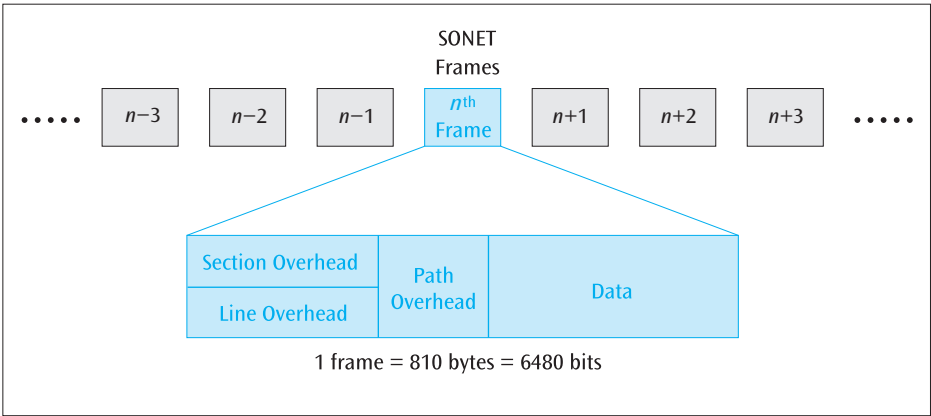 SONET
Frames
..... n−3 n−2 n−1 nth n+1 n+2 n+3 .....
Frame
Section Overhead
Line Overhead
Path
Overhead
Data
1 frame = 810 bytes = 6480 bits